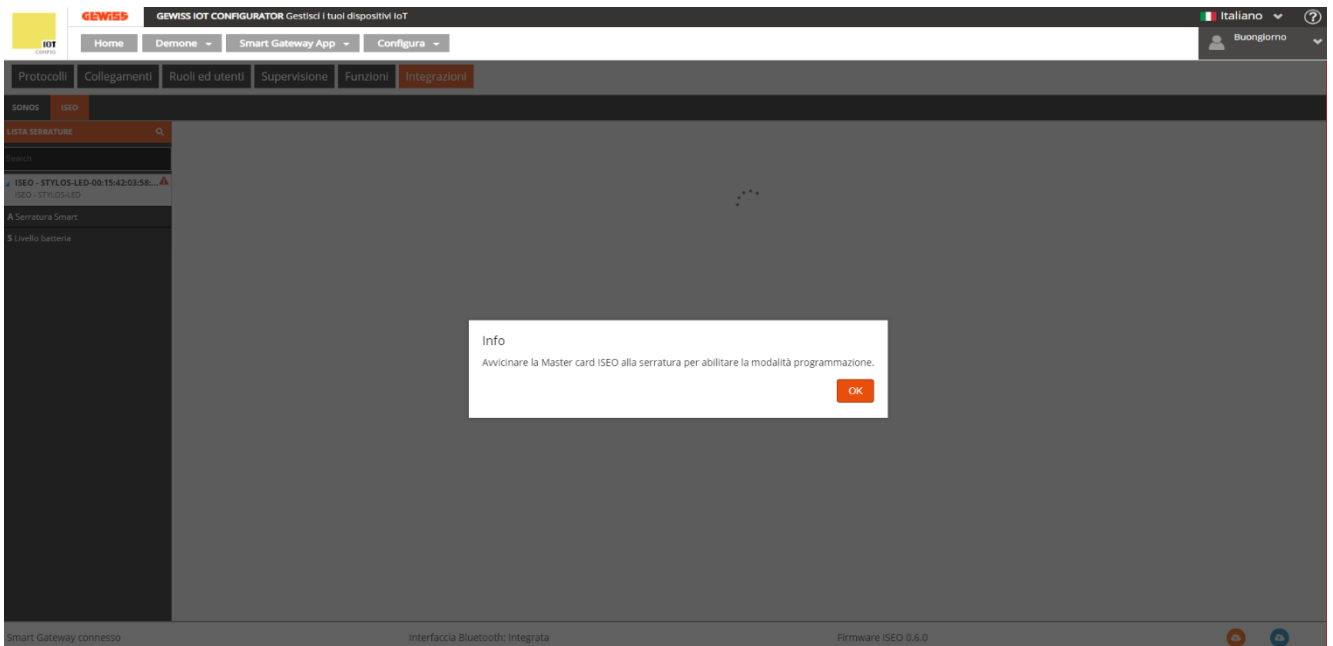 GEWISS
GEWISS IOT CONFIGURATOR Gestisci i tuoi dispositivi IoT
Italiano
IOT
CONFIG
Home
Demone
Smart Gateway App
Configura
Buongiorno
Protocolli
Collegamenti
Ruoli ed utenti
Supervisione
Funzioni
Integrazioni
SONOS
ISEO
LISTA SERRATURE
Search
ISEO - STYLOS-LED-00:15:42:03:58:...
ISEO - STYLOS-LED
A Serratura Smart
S Livello batteria
Info
Avvicinare la Master card ISEO alla serratura per abilitare la modalità programmazione.
OK
Smart Gateway connesso
Interfaccia Bluetooth: Integrata
Firmware ISEO 0.6.0